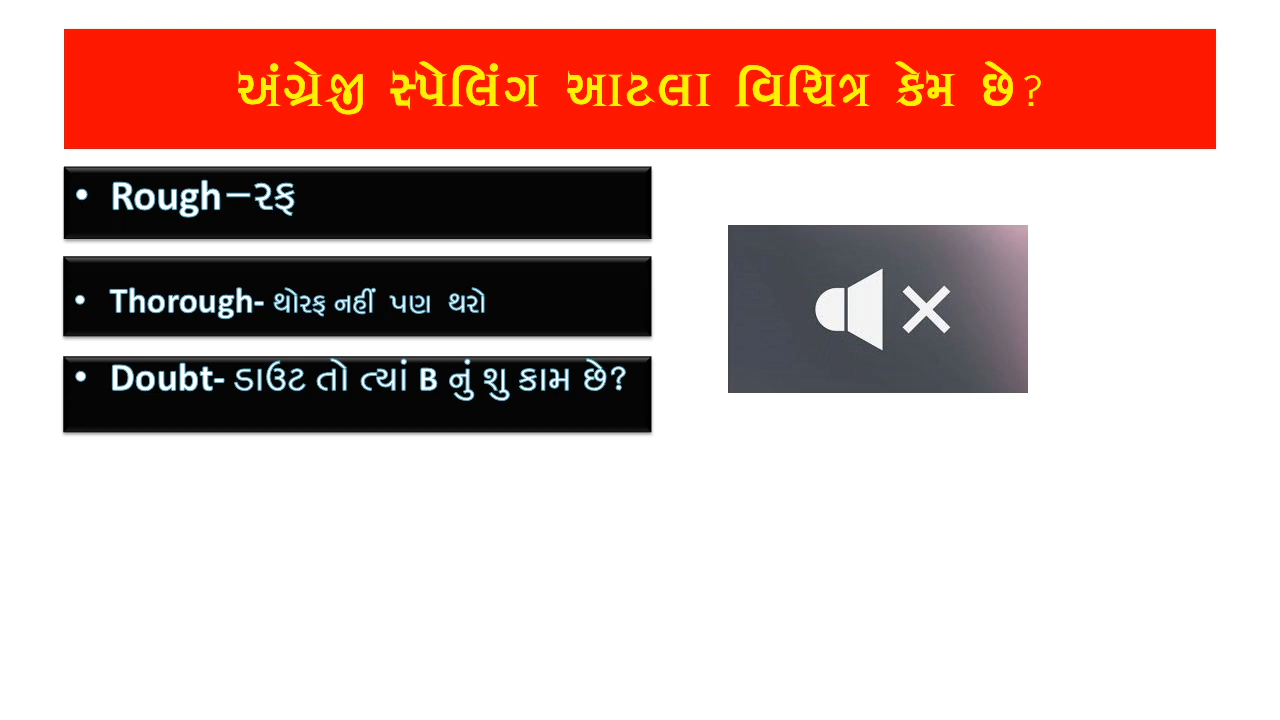 અંગ્રેજી સ્પેલિંગ આટલા વિચિત્ર કેમ છે?
• Rough–રફ
• Thorough- થોરફ નહીં પણ થરો
• Doubt- ડાઉટ તો ત્યાં B નું શુ કામ છે?